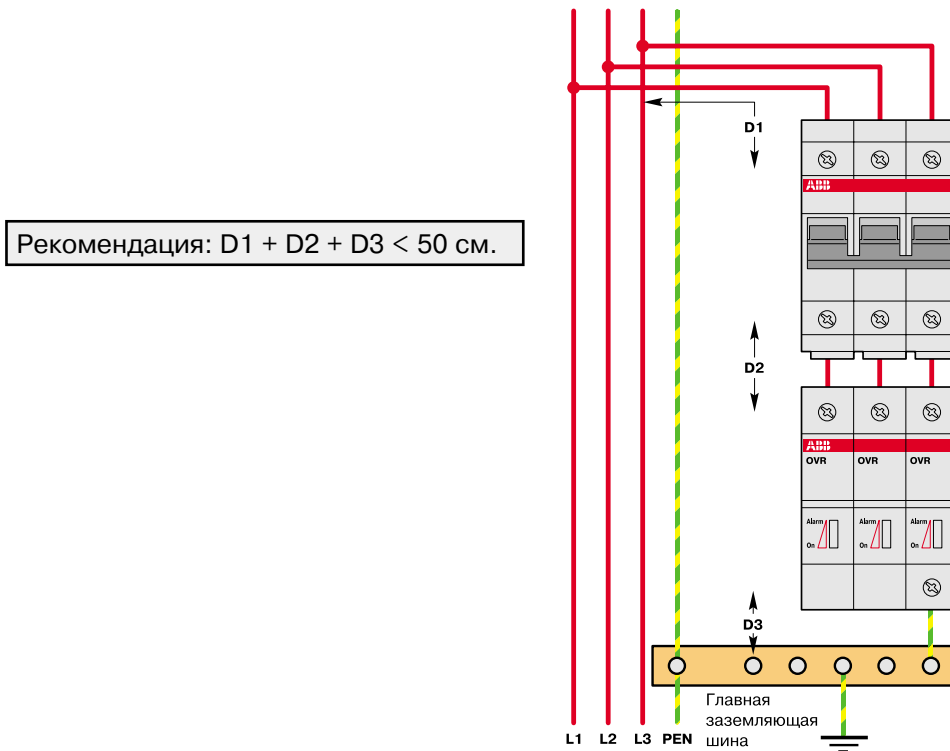 Рекомендация: D1 + D2 + D3 < 50 см.
D1
ABB
D2
ABB
OVR OVR OVR
Alarm Alarm Alarm
On On On
D3
Главная
заземляющая
шина
L1 L2 L3 PEN